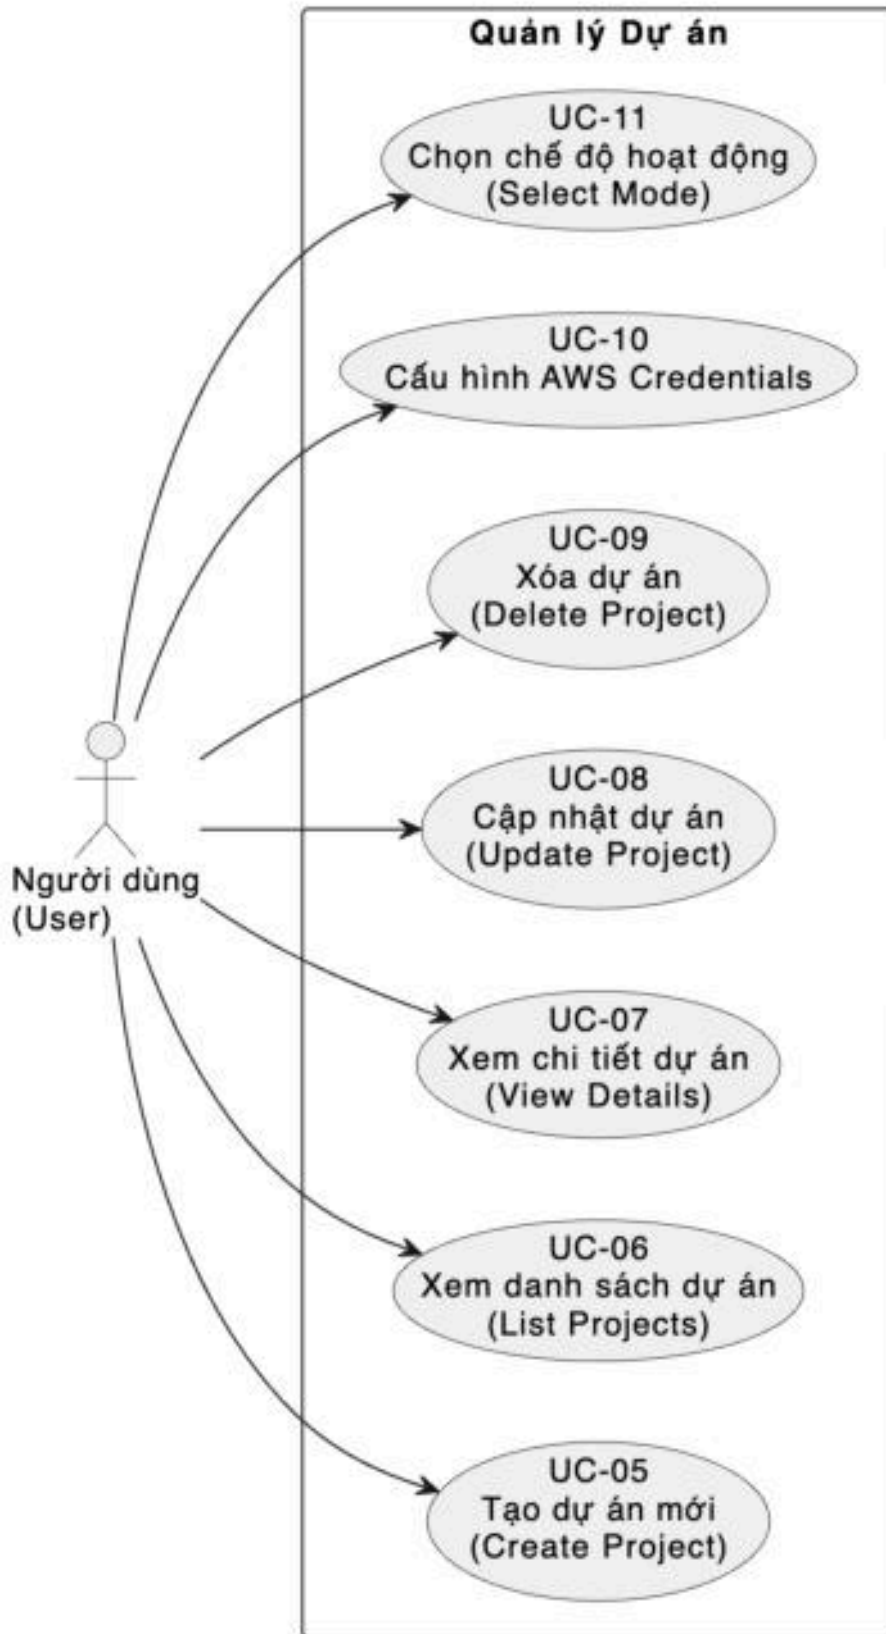 Quản lý Dự án
UC-11
Chọn chế độ hoạt động
(Select Mode)
UC-10
Cấu hình AWS Credentials
UC-09
Xóa dự án
(Delete Project)
UC-08
Cập nhật dự án
(Update Project)
Người dùng
(User)
UC-07
Xem chi tiết dự án
(View Details)
UC-06
Xem danh sách dự án
(List Projects)
UC-05
Tạo dự án mới
(Create Project)